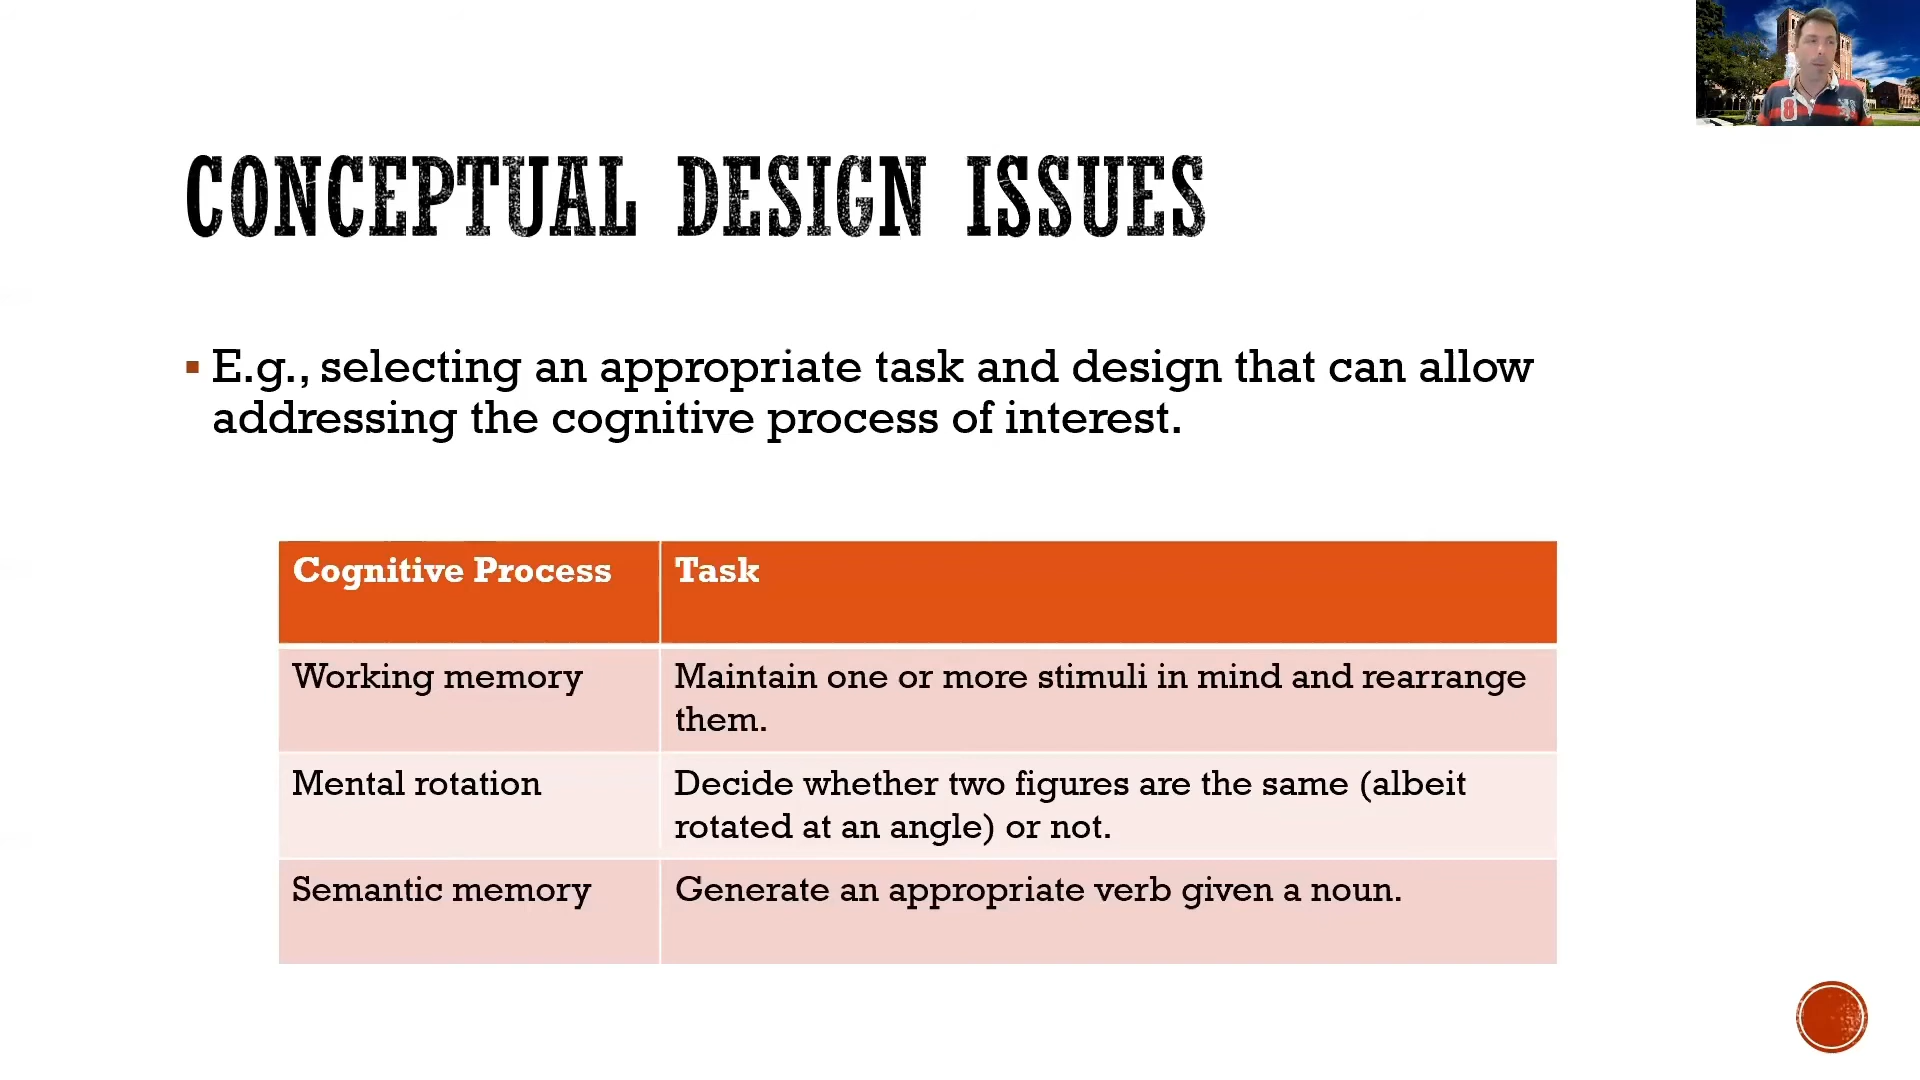 CONCEPTUAL DESIGN ISSUES
E.g., selecting an appropriate task and design that can allow
addressing the cognitive process of interest.
Cognitive Process
Task
Working memory
Maintain one or more stimuli in mind and rearrange
them.
Mental rotation
Decide whether two figures are the same (albeit
rotated at an angle) or not.
Semantic memory
Generate an appropriate verb given a noun.
8